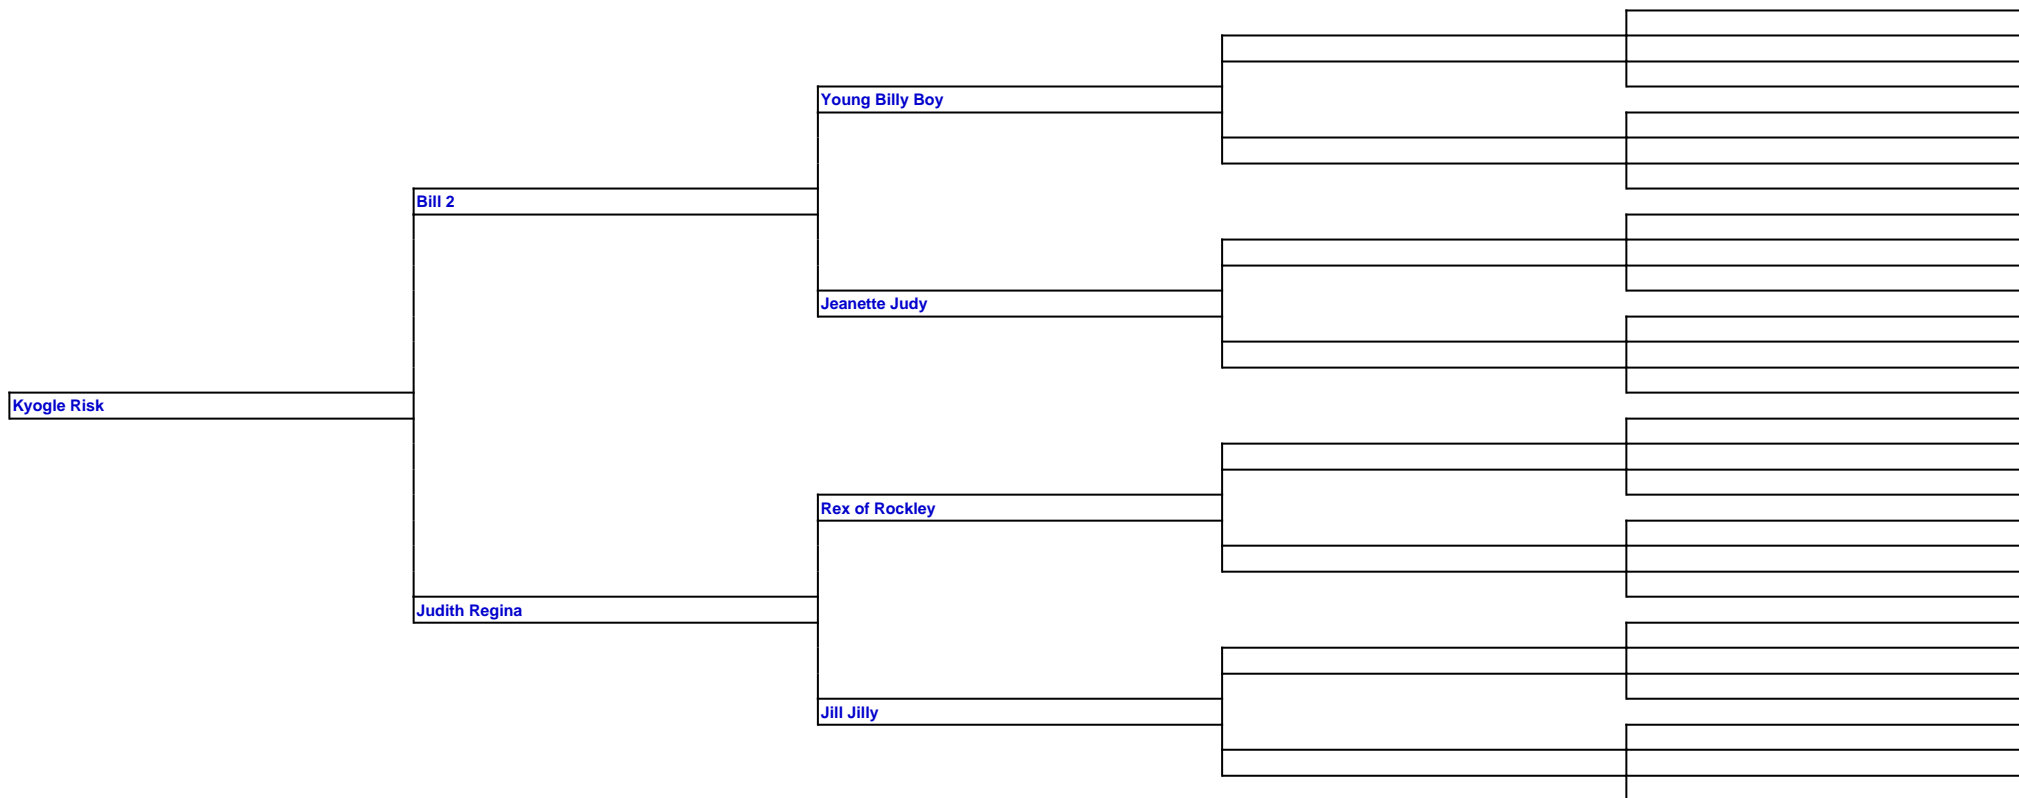 Young Billy Boy
Bill 2
Jeanette Judy
Kyogle Risk
Rex of Rockley
Judith Regina
Jill Jilly